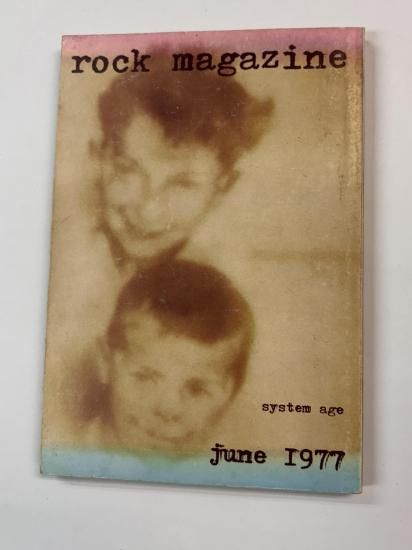 rock magazine
system age
june 1977